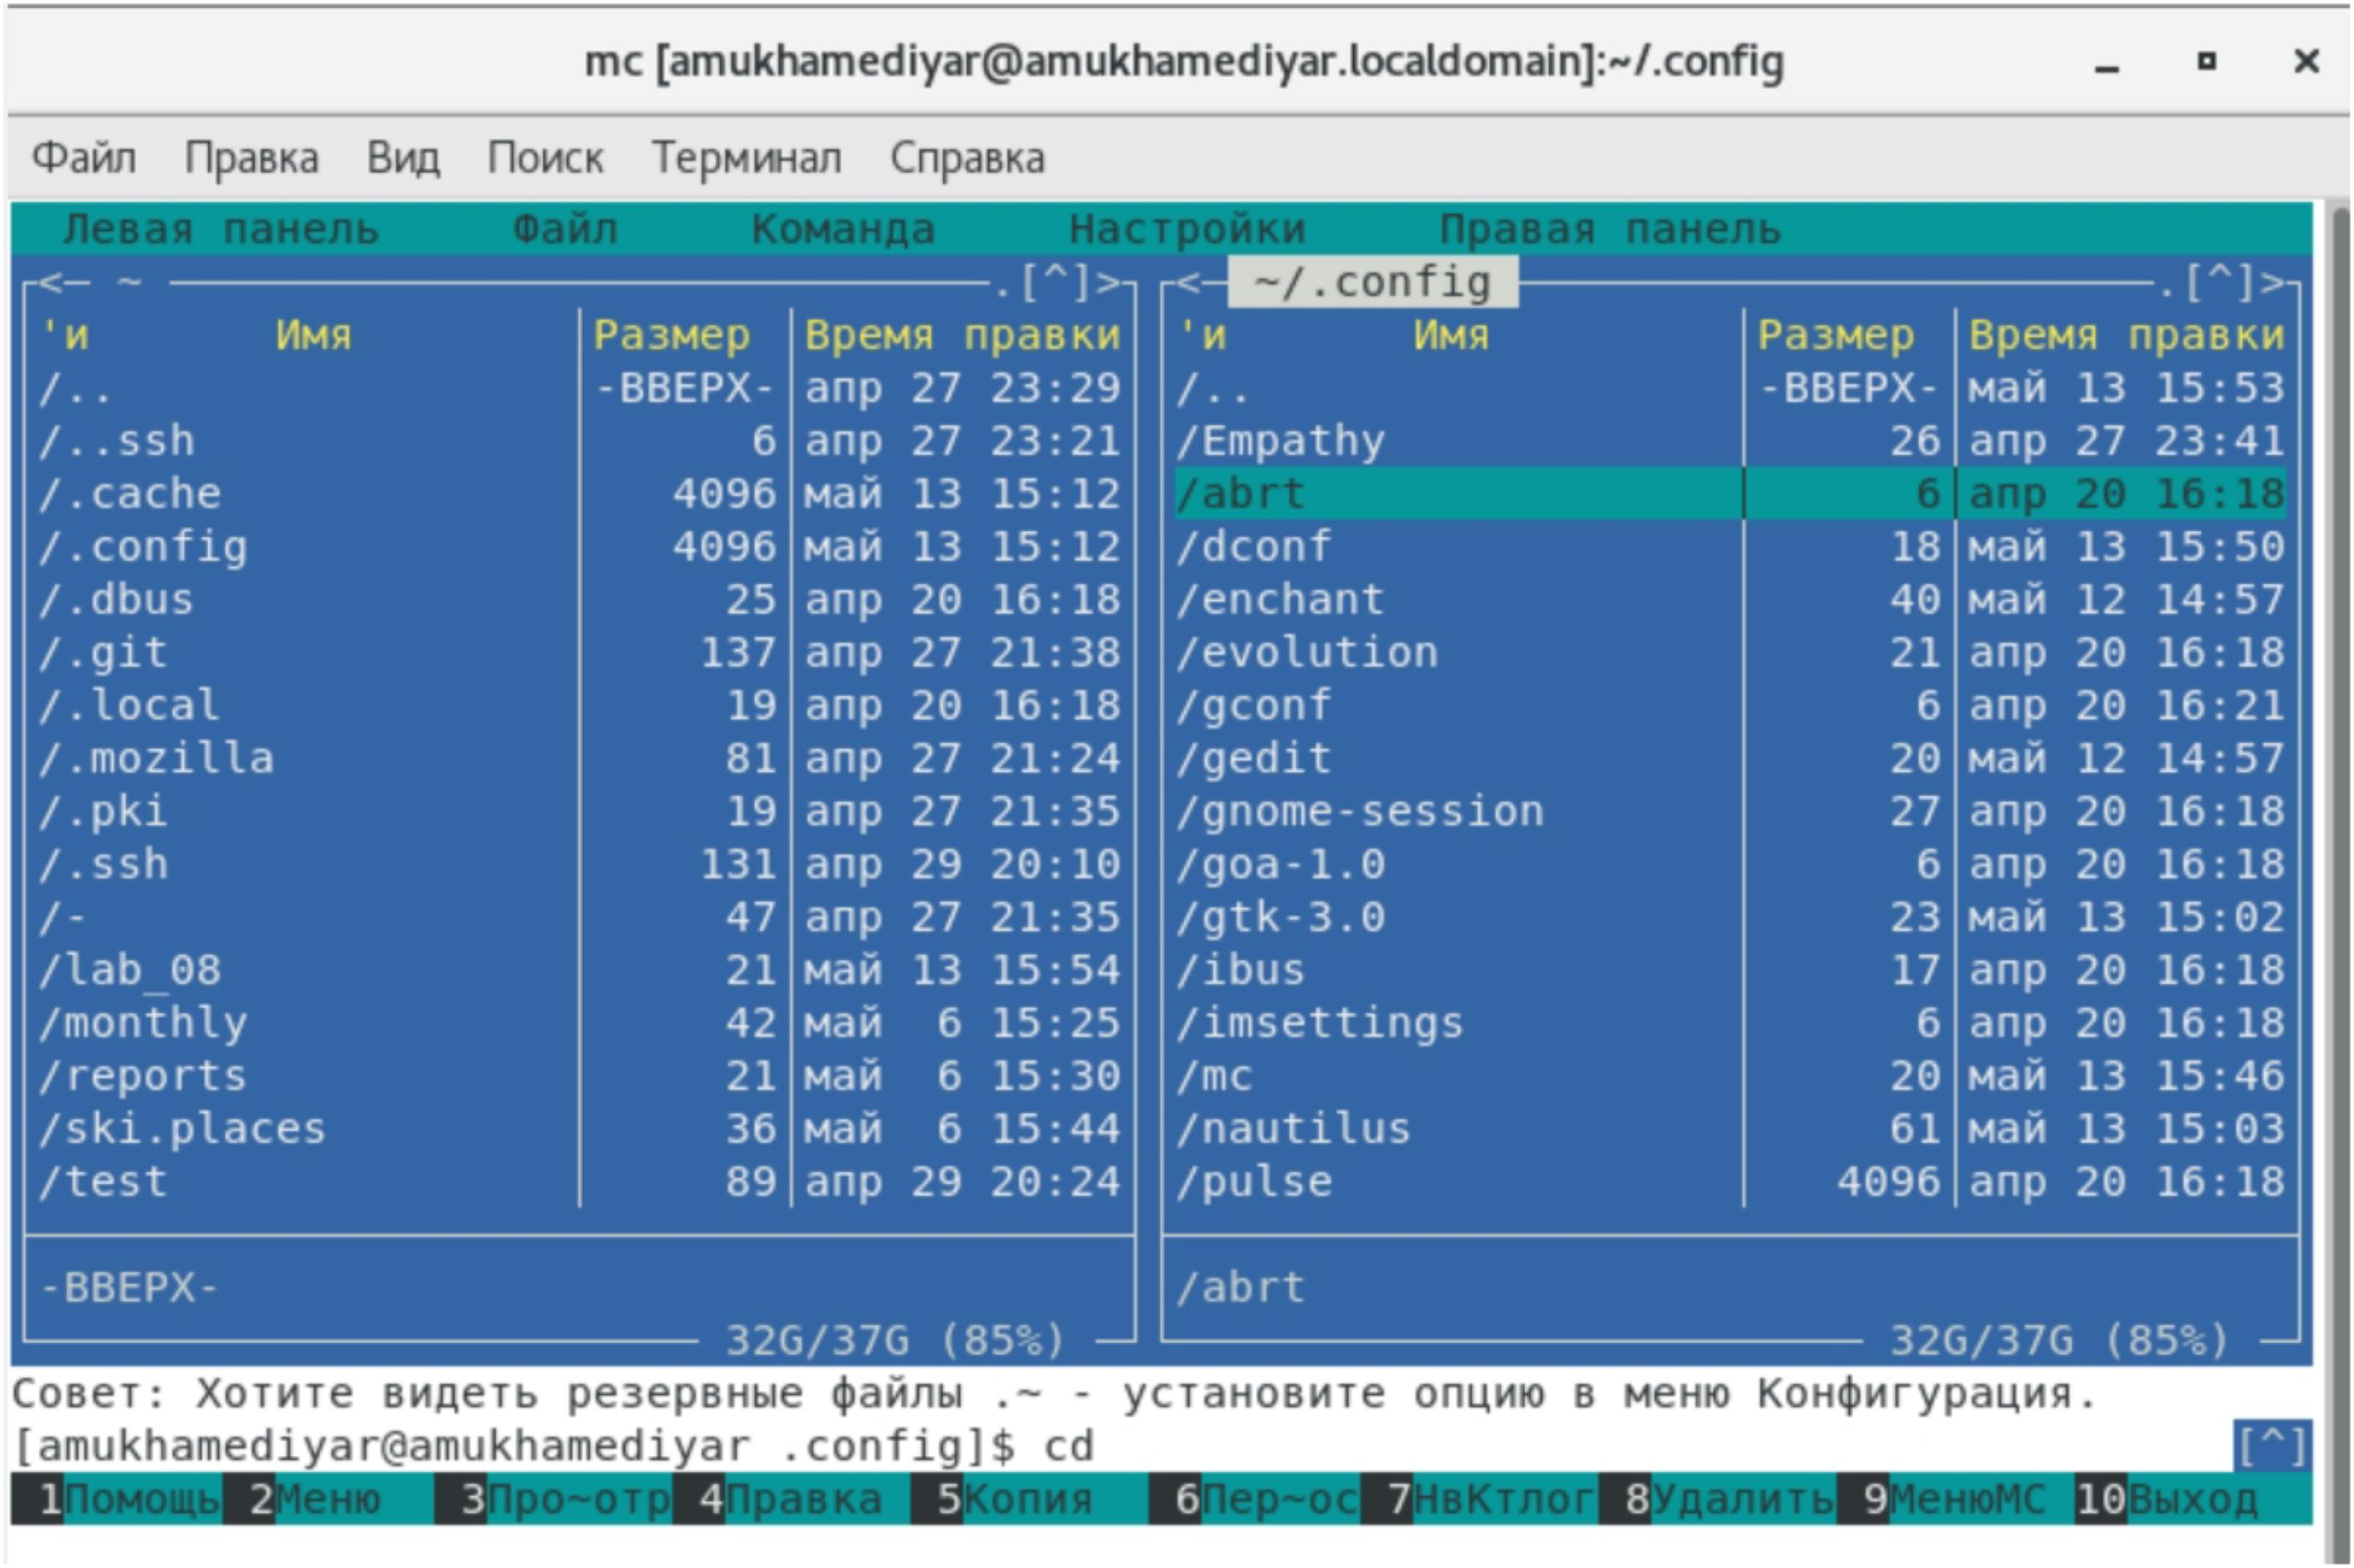 mc [amukhamediyar@amukhamediyar.localdomain]:~/.config
Файл Правка Вид Поиск Терминал Справка
Левая панель Файл Команда Настройки Правая панель
<— ~ .[^]> <— ~/.config .[^]>
'и Имя Размер Время правки 'и Имя Размер Время правки
/.. -ВВЕРХ- апр 27 23:29 /.. -ВВЕРХ- май 13 15:53
/..ssh 6 апр 27 23:21 /Empathy 26 апр 27 23:41
/.cache 4096 май 13 15:12 /abrt 6 апр 20 16:18
/.config 4096 май 13 15:12 /dconf 18 май 13 15:50
/.dbus 25 апр 20 16:18 /enchant 40 май 12 14:57
/.git 137 апр 27 21:38 /evolution 21 апр 20 16:18
/.local 19 апр 20 16:18 /gconf 6 апр 20 16:21
/.mozilla 81 апр 27 21:24 /gedit 20 май 12 14:57
/.pki 19 апр 27 21:35 /gnome-session 27 апр 20 16:18
/.ssh 131 апр 29 20:10 /goa-1.0 6 апр 20 16:18
/- 47 апр 27 21:35 /gtk-3.0 23 май 13 15:02
/lab_08 21 май 13 15:54 /ibus 17 апр 20 16:18
/monthly 42 май 6 15:25 /imsettings 6 апр 20 16:18
/reports 21 май 6 15:30 /mc 20 май 13 15:46
/ski.places 36 май 6 15:44 /nautilus 61 май 13 15:03
/test 89 апр 29 20:24 /pulse 4096 апр 20 16:18
-ВВЕРХ- /abrt
32G/37G (85%) 32G/37G (85%)
Совет: Хотите видеть резервные файлы .~ - установите опцию в меню Конфигурация.
[amukhamediyar@amukhamediyar .config]$ cd [^]
1Помощь 2Меню 3Про~отр 4Правка 5Копия 6Пер~ос 7НвКтлог 8Удалить 9МенюМС 10Выход